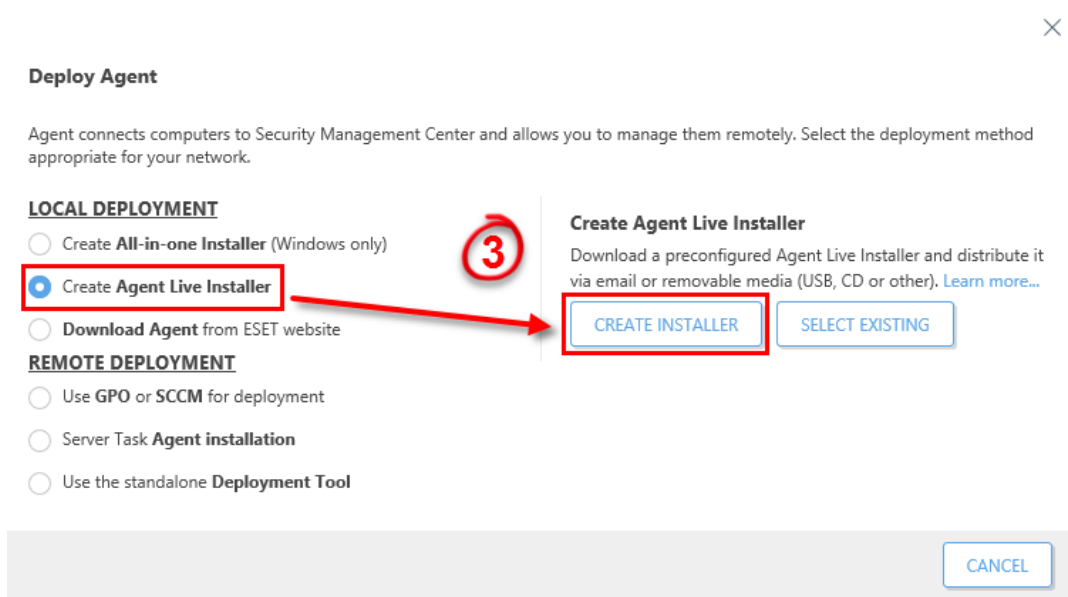 Deploy Agent
Agent connects computers to Security Management Center and allows you to manage them remotely. Select the deployment method
appropriate for your network.
LOCAL DEPLOYMENT
Create All-in-one Installer (Windows only)
Create Agent Live Installer
Download Agent from ESET website
REMOTE DEPLOYMENT
Use GPO or SCCM for deployment
Server Task Agent installation
Use the standalone Deployment Tool
3
Create Agent Live Installer
Download a preconfigured Agent Live Installer and distribute it
via email or removable media (USB, CD or other). Learn more...
CREATE INSTALLER
SELECT EXISTING
CANCEL